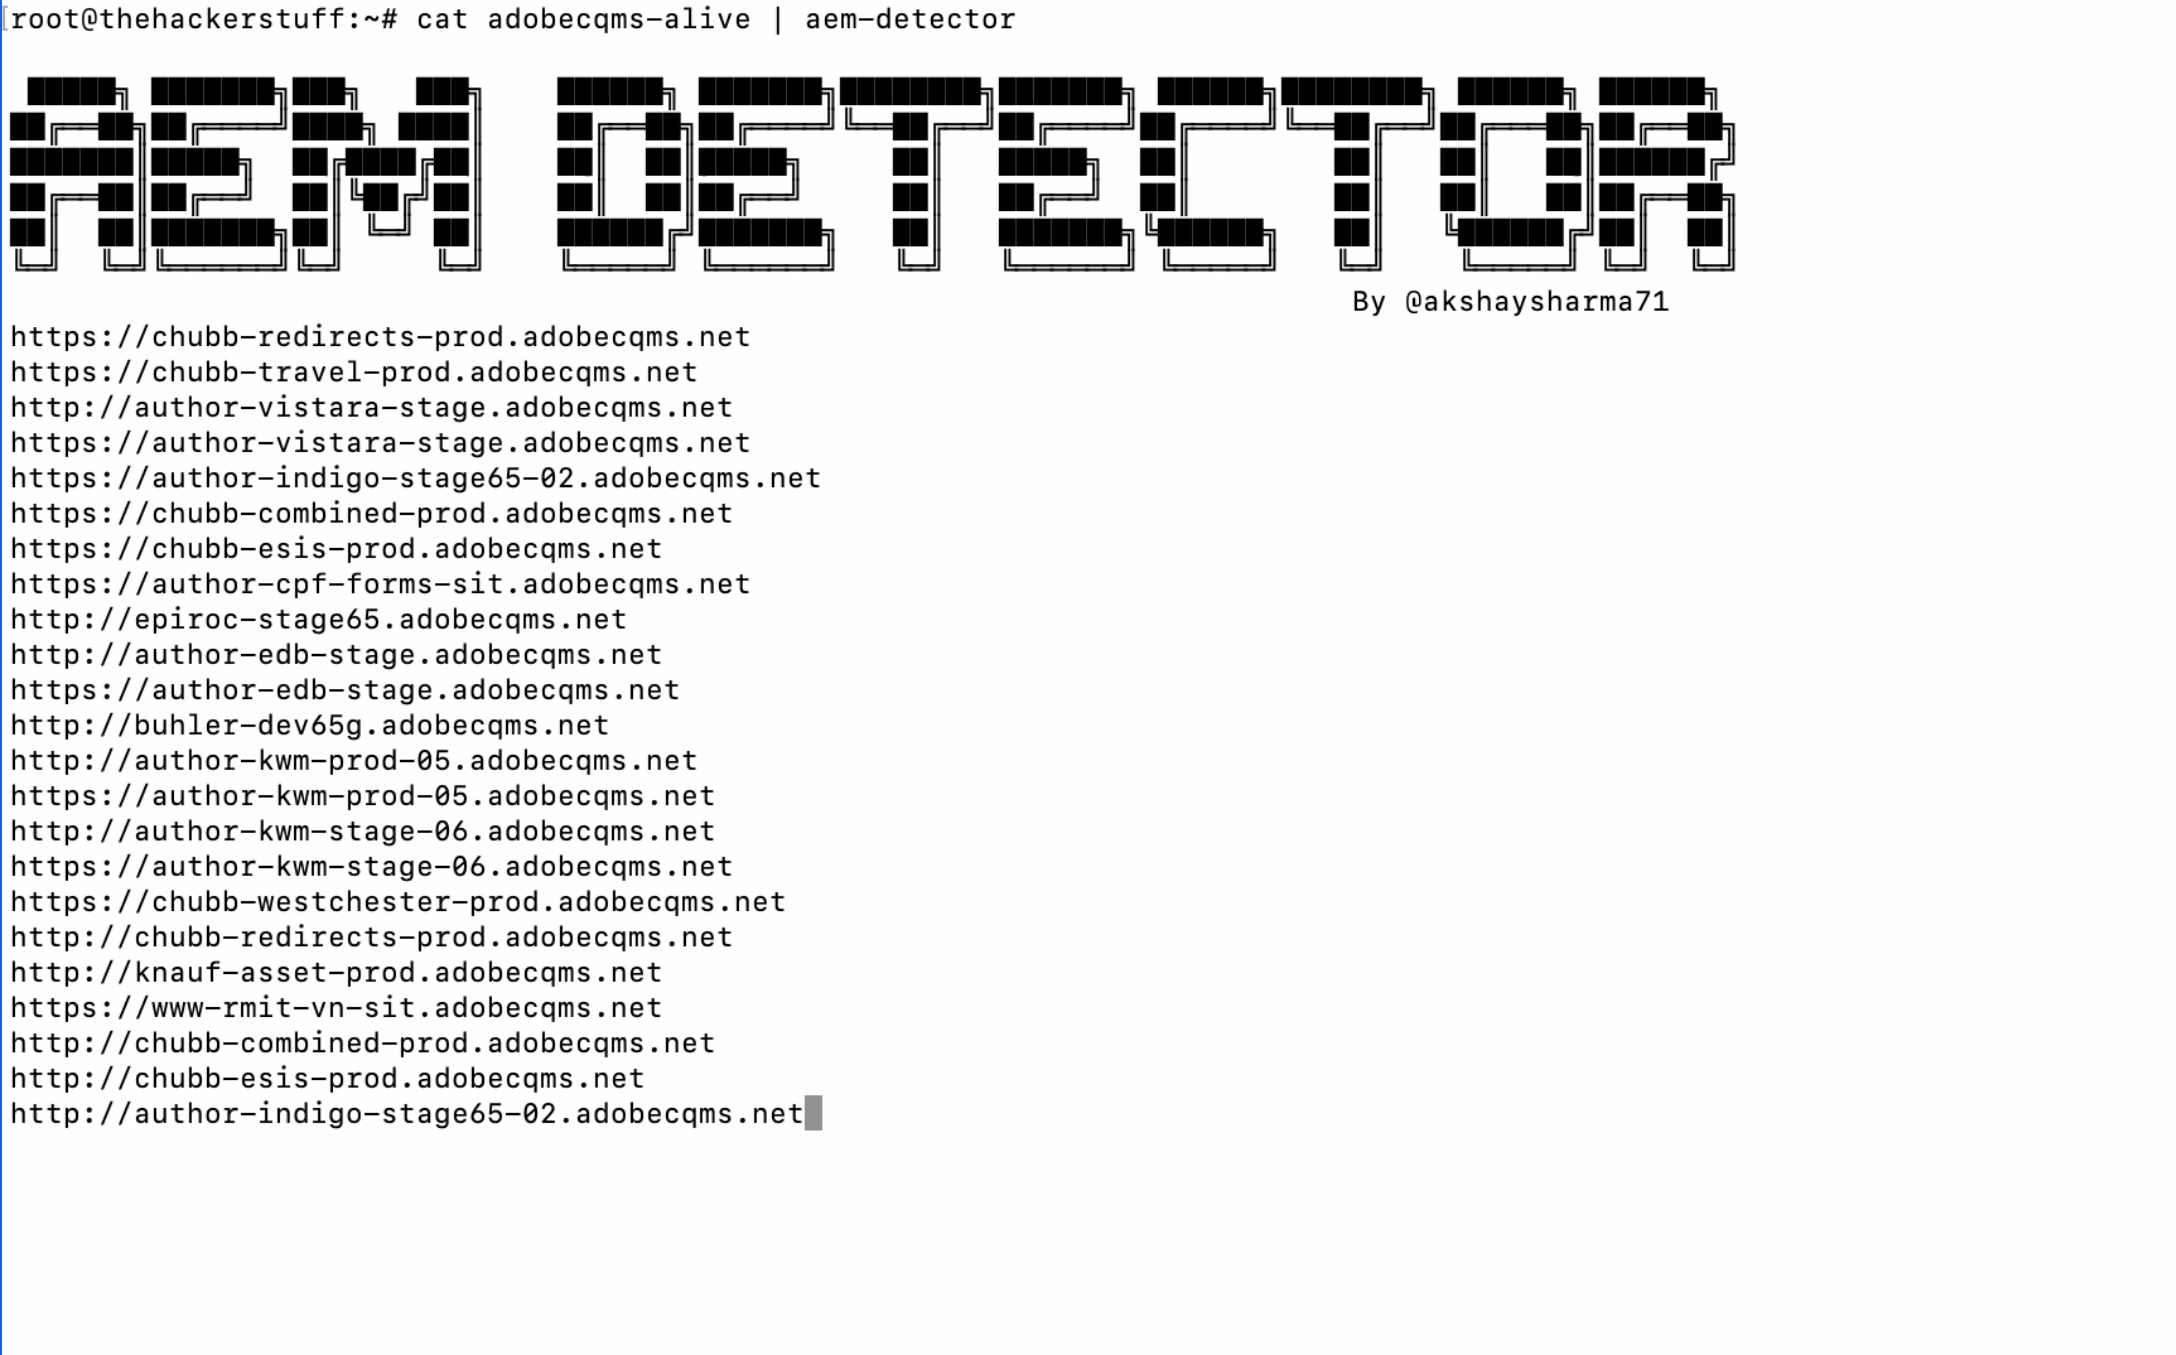 [root@thehackerstuff:~# cat adobecqms-alive | aem-detector
AEM DETECTOR
By @akshaysharma71
https://chubb-redirects-prod.adobecqms.net
https://chubb-travel-prod.adobecqms.net
http://author-vistara-stage.adobecqms.net
https://author-vistara-stage.adobecqms.net
https://author-indigo-stage65-02.adobecqms.net
https://chubb-combined-prod.adobecqms.net
https://chubb-esis-prod.adobecqms.net
https://author-cpf-forms-sit.adobecqms.net
http://epiroc-stage65.adobecqms.net
http://author-edb-stage.adobecqms.net
https://author-edb-stage.adobecqms.net
http://buhler-dev65g.adobecqms.net
http://author-kwm-prod-05.adobecqms.net
https://author-kwm-prod-05.adobecqms.net
http://author-kwm-stage-06.adobecqms.net
https://author-kwm-stage-06.adobecqms.net
https://chubb-westchester-prod.adobecqms.net
http://chubb-redirects-prod.adobecqms.net
http://knauf-asset-prod.adobecqms.net
https://www-rmit-vn-sit.adobecqms.net
http://chubb-combined-prod.adobecqms.net
http://chubb-esis-prod.adobecqms.net
http://author-indigo-stage65-02.adobecqms.net